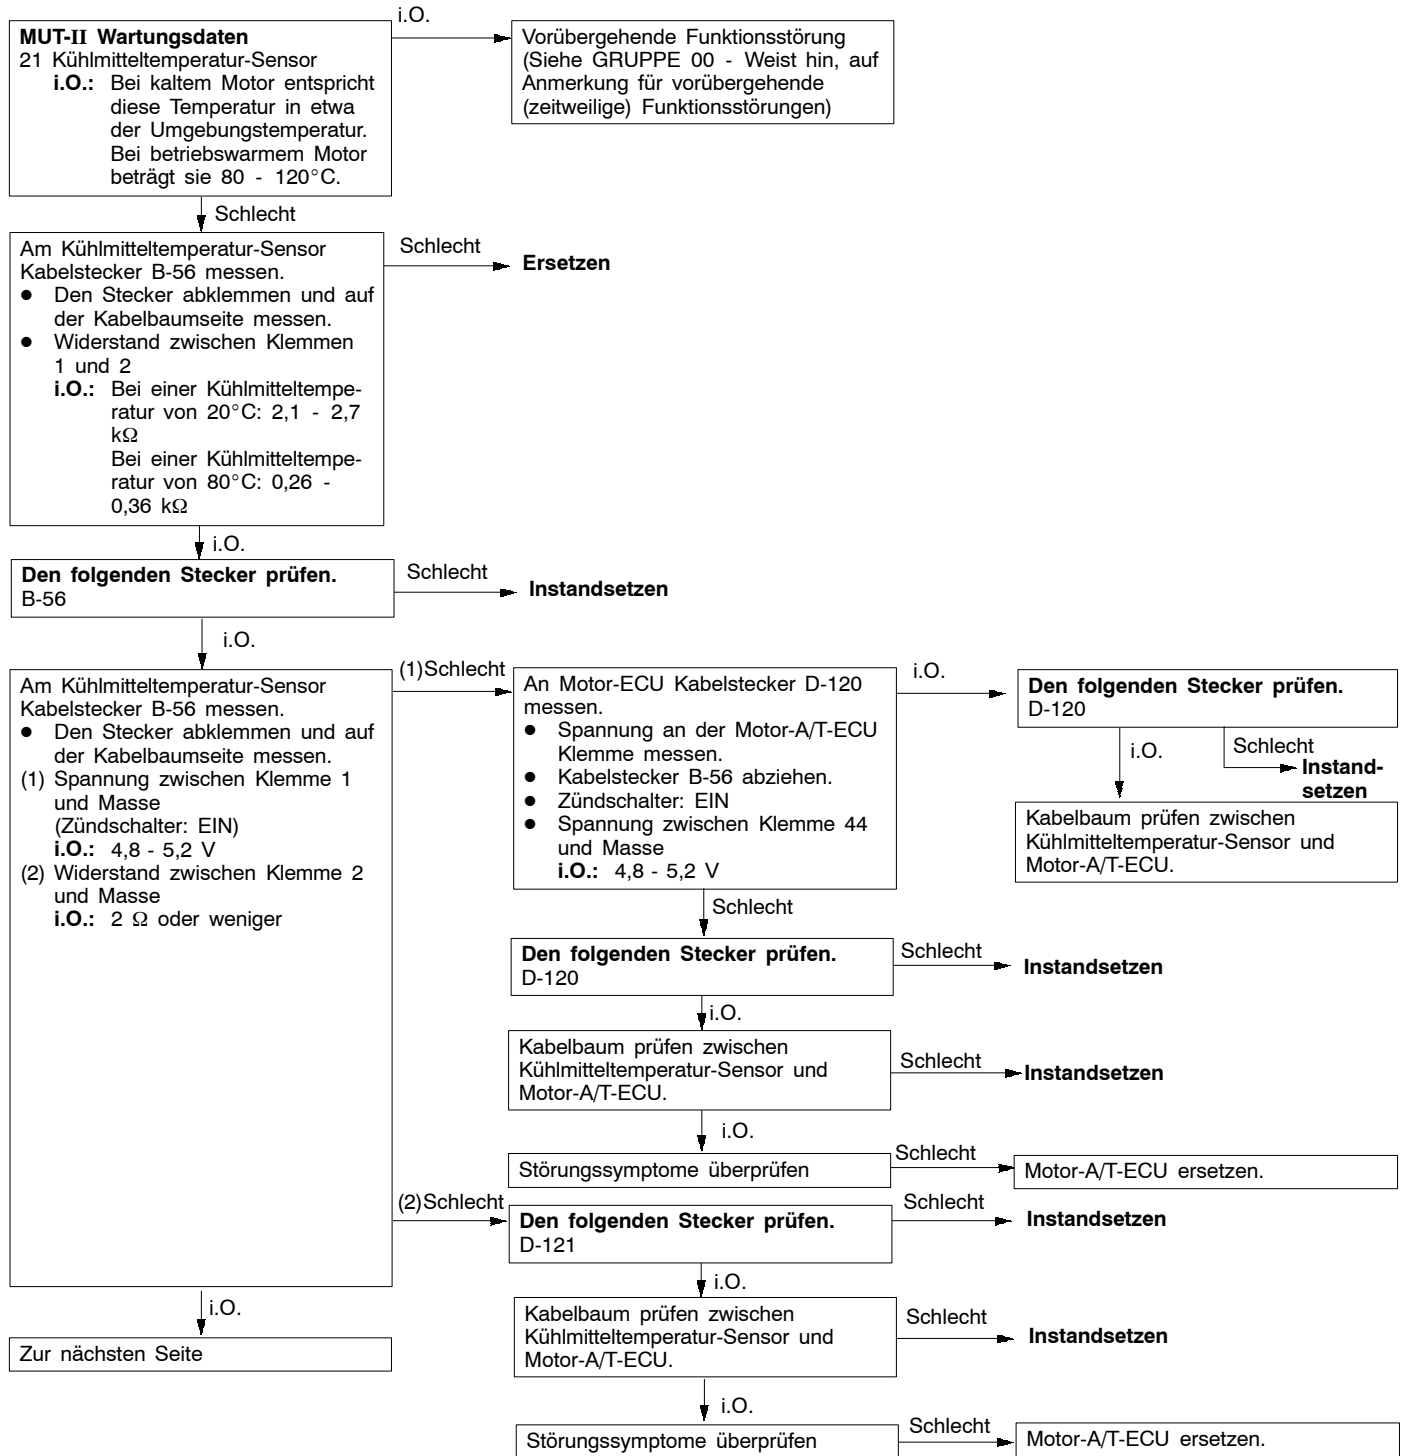 i.O.
MUT-II Wartungsdaten
21 Kühlmitteltemperatur-Sensor
i.O.: Bei kaltem Motor entspricht
diese Temperatur in etwa
der Umgebungstemperatur.
Bei betriebswarmem Motor
beträgt sie 80 - 120°C.
Vorübergehende Funktionsstörung
(Siehe GRUPPE 00 - Weist hin, auf
Anmerkung für vorübergehende
(zeitweilige) Funktionsstörungen)
Schlecht
Am Kühlmitteltemperatur-Sensor
Kabelstecker B-56 messen.
● Den Stecker abklemmen und auf
der Kabelbaumseite messen.
● Widerstand zwischen Klemmen
1 und 2
i.O.: Bei einer Kühlmitteltempe-
ratur von 20°C: 2,1 - 2,7
kΩ
Bei einer Kühlmitteltempe-
ratur von 80°C: 0,26 -
0,36 kΩ
Schlecht
Ersetzen
i.O.
Den folgenden Stecker prüfen.
B-56
Schlecht
Instandsetzen
i.O.
Am Kühlmitteltemperatur-Sensor
Kabelstecker B-56 messen.
● Den Stecker abklemmen und auf
der Kabelbaumseite messen.
(1) Spannung zwischen Klemme 1
und Masse
(Zündschalter: EIN)
i.O.: 4,8 - 5,2 V
(2) Widerstand zwischen Klemme 2
und Masse
i.O.: 2 Ω oder weniger
(1)Schlecht
An Motor-ECU Kabelstecker D-120
messen.
● Spannung an der Motor-A/T-ECU
Klemme messen.
● Kabelstecker B-56 abziehen.
● Zündschalter: EIN
● Spannung zwischen Klemme 44
und Masse
i.O.: 4,8 - 5,2 V
i.O.
Den folgenden Stecker prüfen.
D-120
i.O.
Schlecht
Instand-
setzen
Kabelbaum prüfen zwischen
Kühlmitteltemperatur-Sensor und
Motor-A/T-ECU.
Schlecht
Den folgenden Stecker prüfen.
D-120
Schlecht
Instandsetzen
i.O.
Kabelbaum prüfen zwischen
Kühlmitteltemperatur-Sensor und
Motor-A/T-ECU.
Schlecht
Instandsetzen
i.O.
Störungssymptome überprüfen
Schlecht
Motor-A/T-ECU ersetzen.
(2)Schlecht
Den folgenden Stecker prüfen.
D-121
Schlecht
Instandsetzen
i.O.
Kabelbaum prüfen zwischen
Kühlmitteltemperatur-Sensor und
Motor-A/T-ECU.
Schlecht
Instandsetzen
i.O.
Störungssymptome überprüfen
Schlecht
Motor-A/T-ECU ersetzen.
i.O.
Zur nächsten Seite